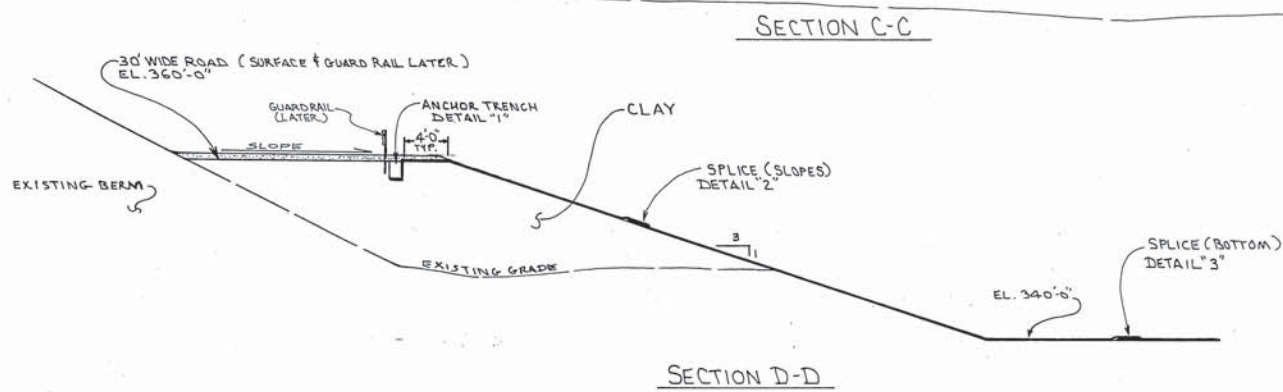 SECTION C-C
30' WIDE ROAD (SURFACE & GUARD RAIL LATER)
EL. 360'-0"
GUARDRAIL
(LATER)
ANCHOR TRENCH
DETAIL "1"
CLAY
4'-0"
TYP.
SLOPE
SPLICE (SLOPES)
DETAIL "2"
EXISTING BERM
3
1
SPLICE (BOTTOM)
DETAIL "3"
EXISTING GRADE
EL. 340'-0"
SECTION D-D